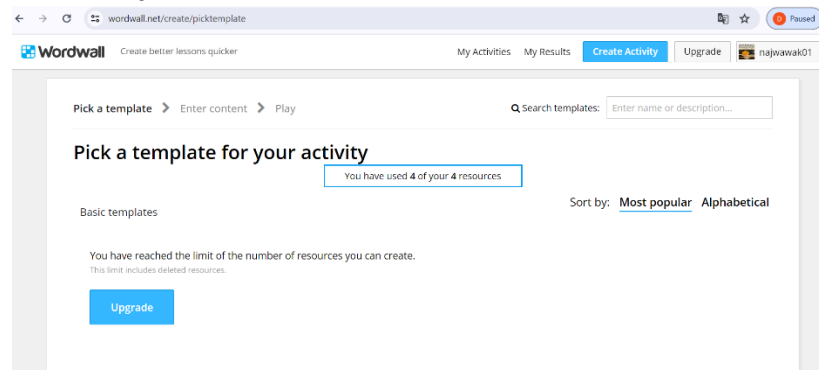 wordwall.net/create/picktemplate
Paused
Wordwall Create better lessons quicker My Activities My Results Create Activity Upgrade najwawak01
Pick a template Enter content Play Search templates: Enter name or description...
Pick a template for your activity
You have used 4 of your 4 resources
Sort by: Most popular Alphabetical
Basic templates
You have reached the limit of the number of resources you can create.
This limit includes deleted resources.
Upgrade